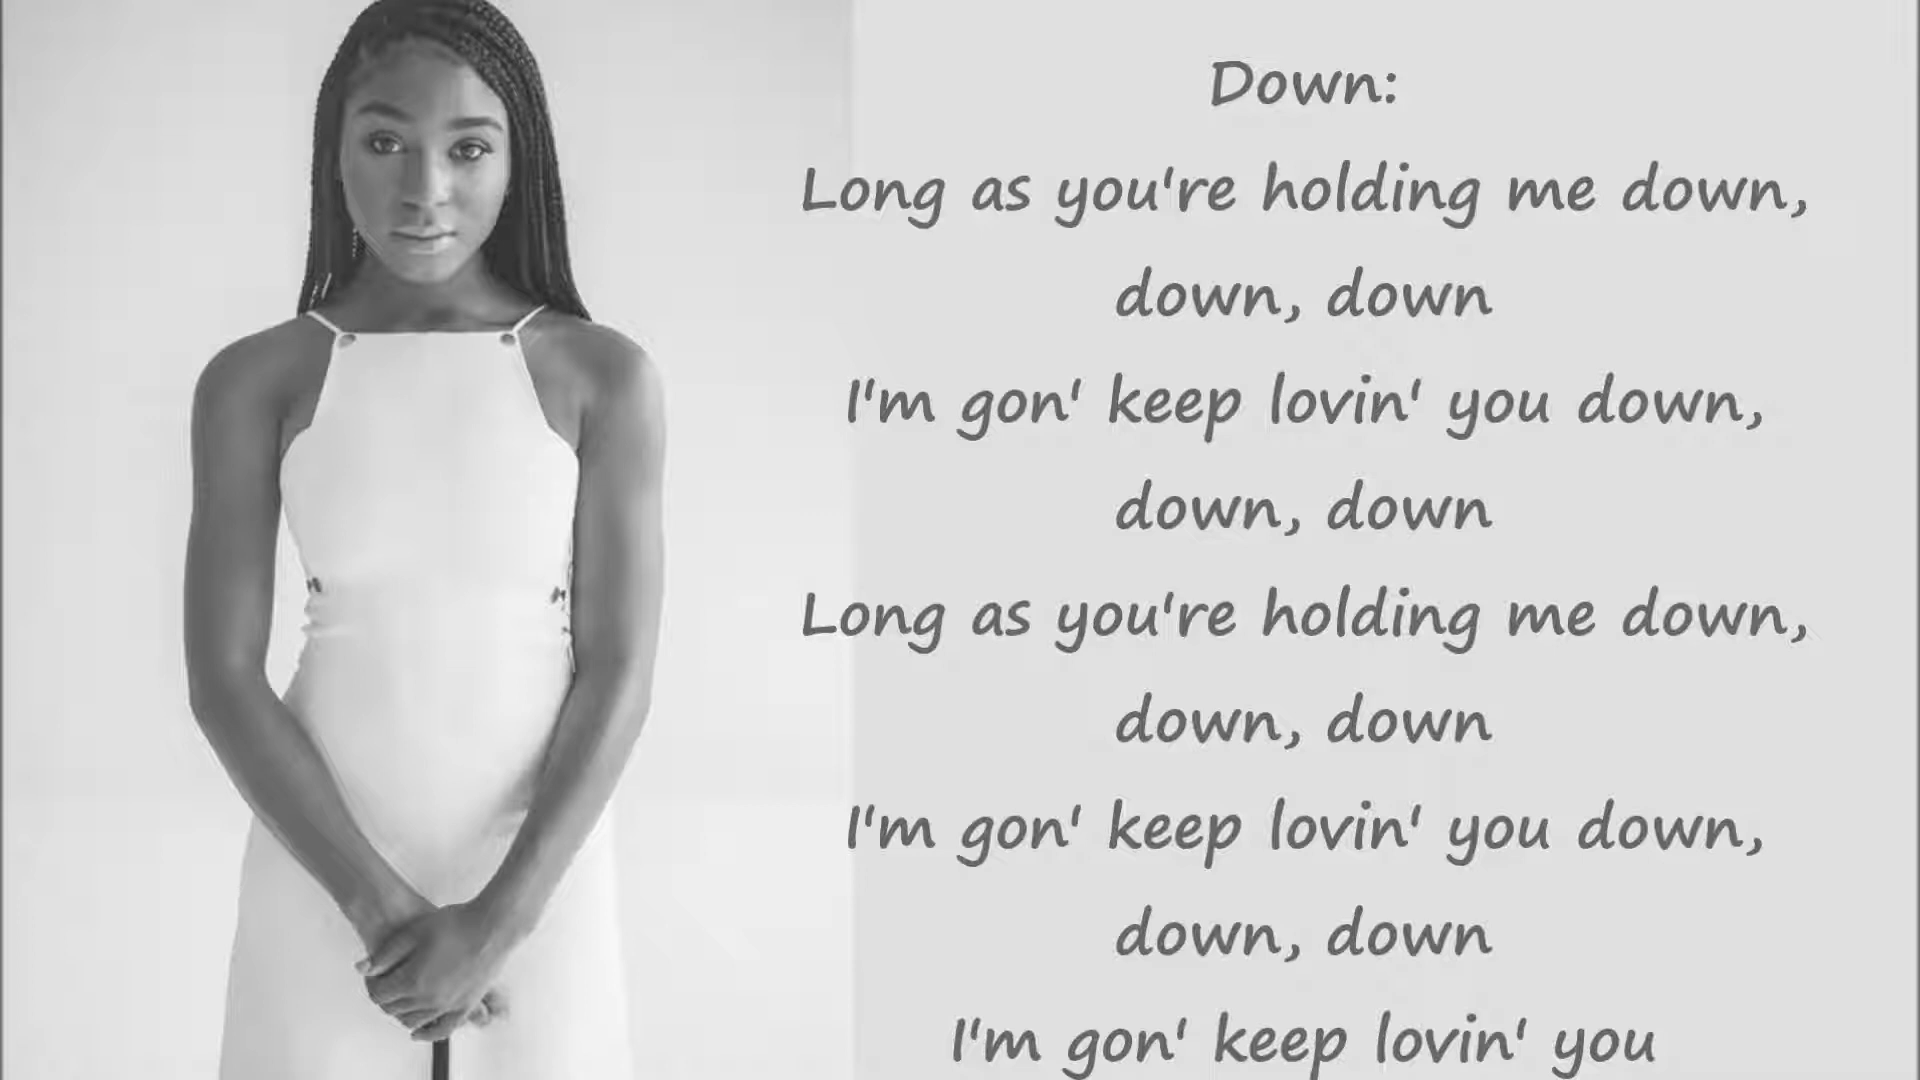 Down:
Long as you're holding me down,
down, down
I'm gon' keep lovin' you down,
down, down
Long as you're holding me down,
down, down
I'm gon' keep lovin' you down,
down, down
I'm gon' keep lovin' you